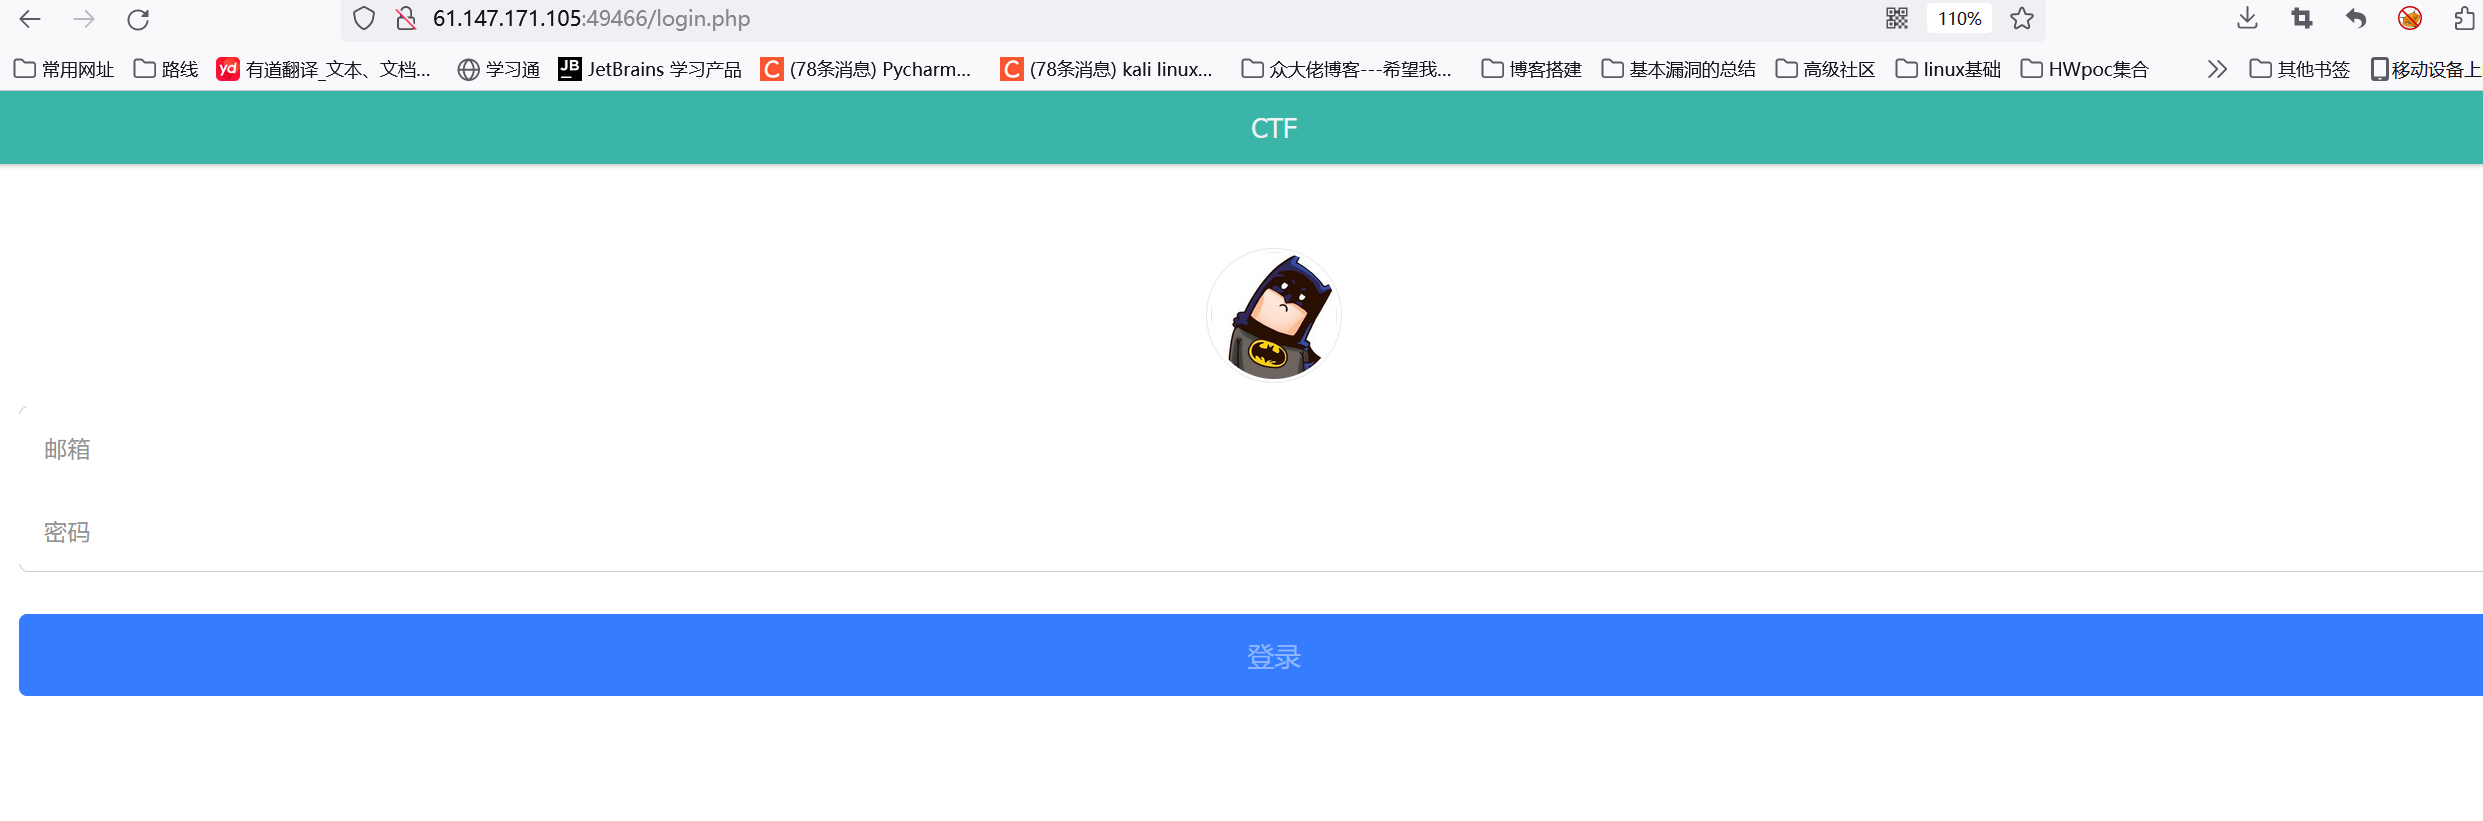 61.147.171.105:49466/login.php 110%
常用网址 路线 yd 有道翻译_文本、文档... 学习通 JB JetBrains 学习产品 C (78条消息) Pycharm... C (78条消息) kali linux... 众大佬博客---希望我... 博客搭建 基本漏洞的总结 高级社区 linux基础 HWpoc集合 其他书签 移动设备上
CTF
邮箱
密码
登录